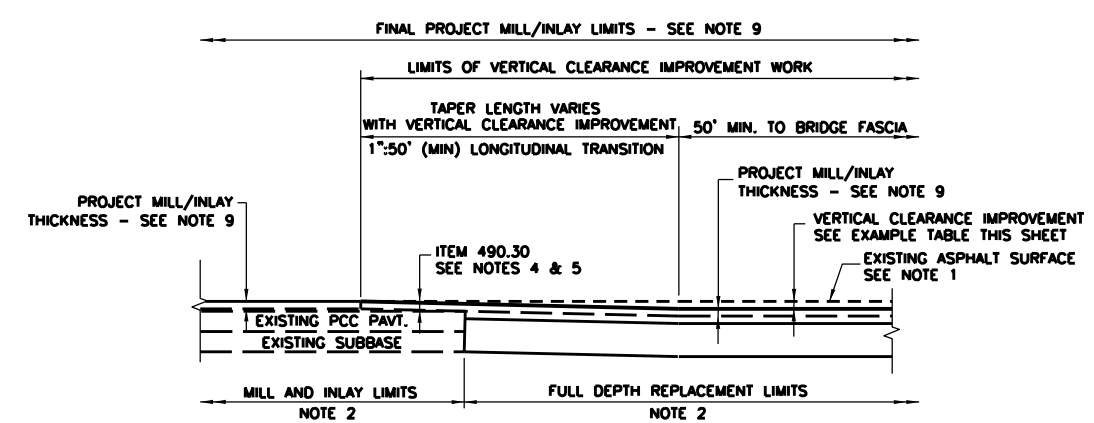 FINAL PROJECT MILL/INLAY LIMITS - SEE NOTE 9
LIMITS OF VERTICAL CLEARANCE IMPROVEMENT WORK
TAPER LENGTH VARIES
WITH VERTICAL CLEARANCE IMPROVEMENT
1":50' (MIN) LONGITUDINAL TRANSITION
50' MIN. TO BRIDGE FASCIA
PROJECT MILL/INLAY
THICKNESS - SEE NOTE 9
PROJECT MILL/INLAY
THICKNESS - SEE NOTE 9
VERTICAL CLEARANCE IMPROVEMENT
SEE EXAMPLE TABLE THIS SHEET
ITEM 490.30
SEE NOTES 4 & 5
EXISTING ASPHALT SURFACE
SEE NOTE 1
EXISTING PCC PAVT.
EXISTING SUBBASE
MILL AND INLAY LIMITS
NOTE 2
FULL DEPTH REPLACEMENT LIMITS
NOTE 2